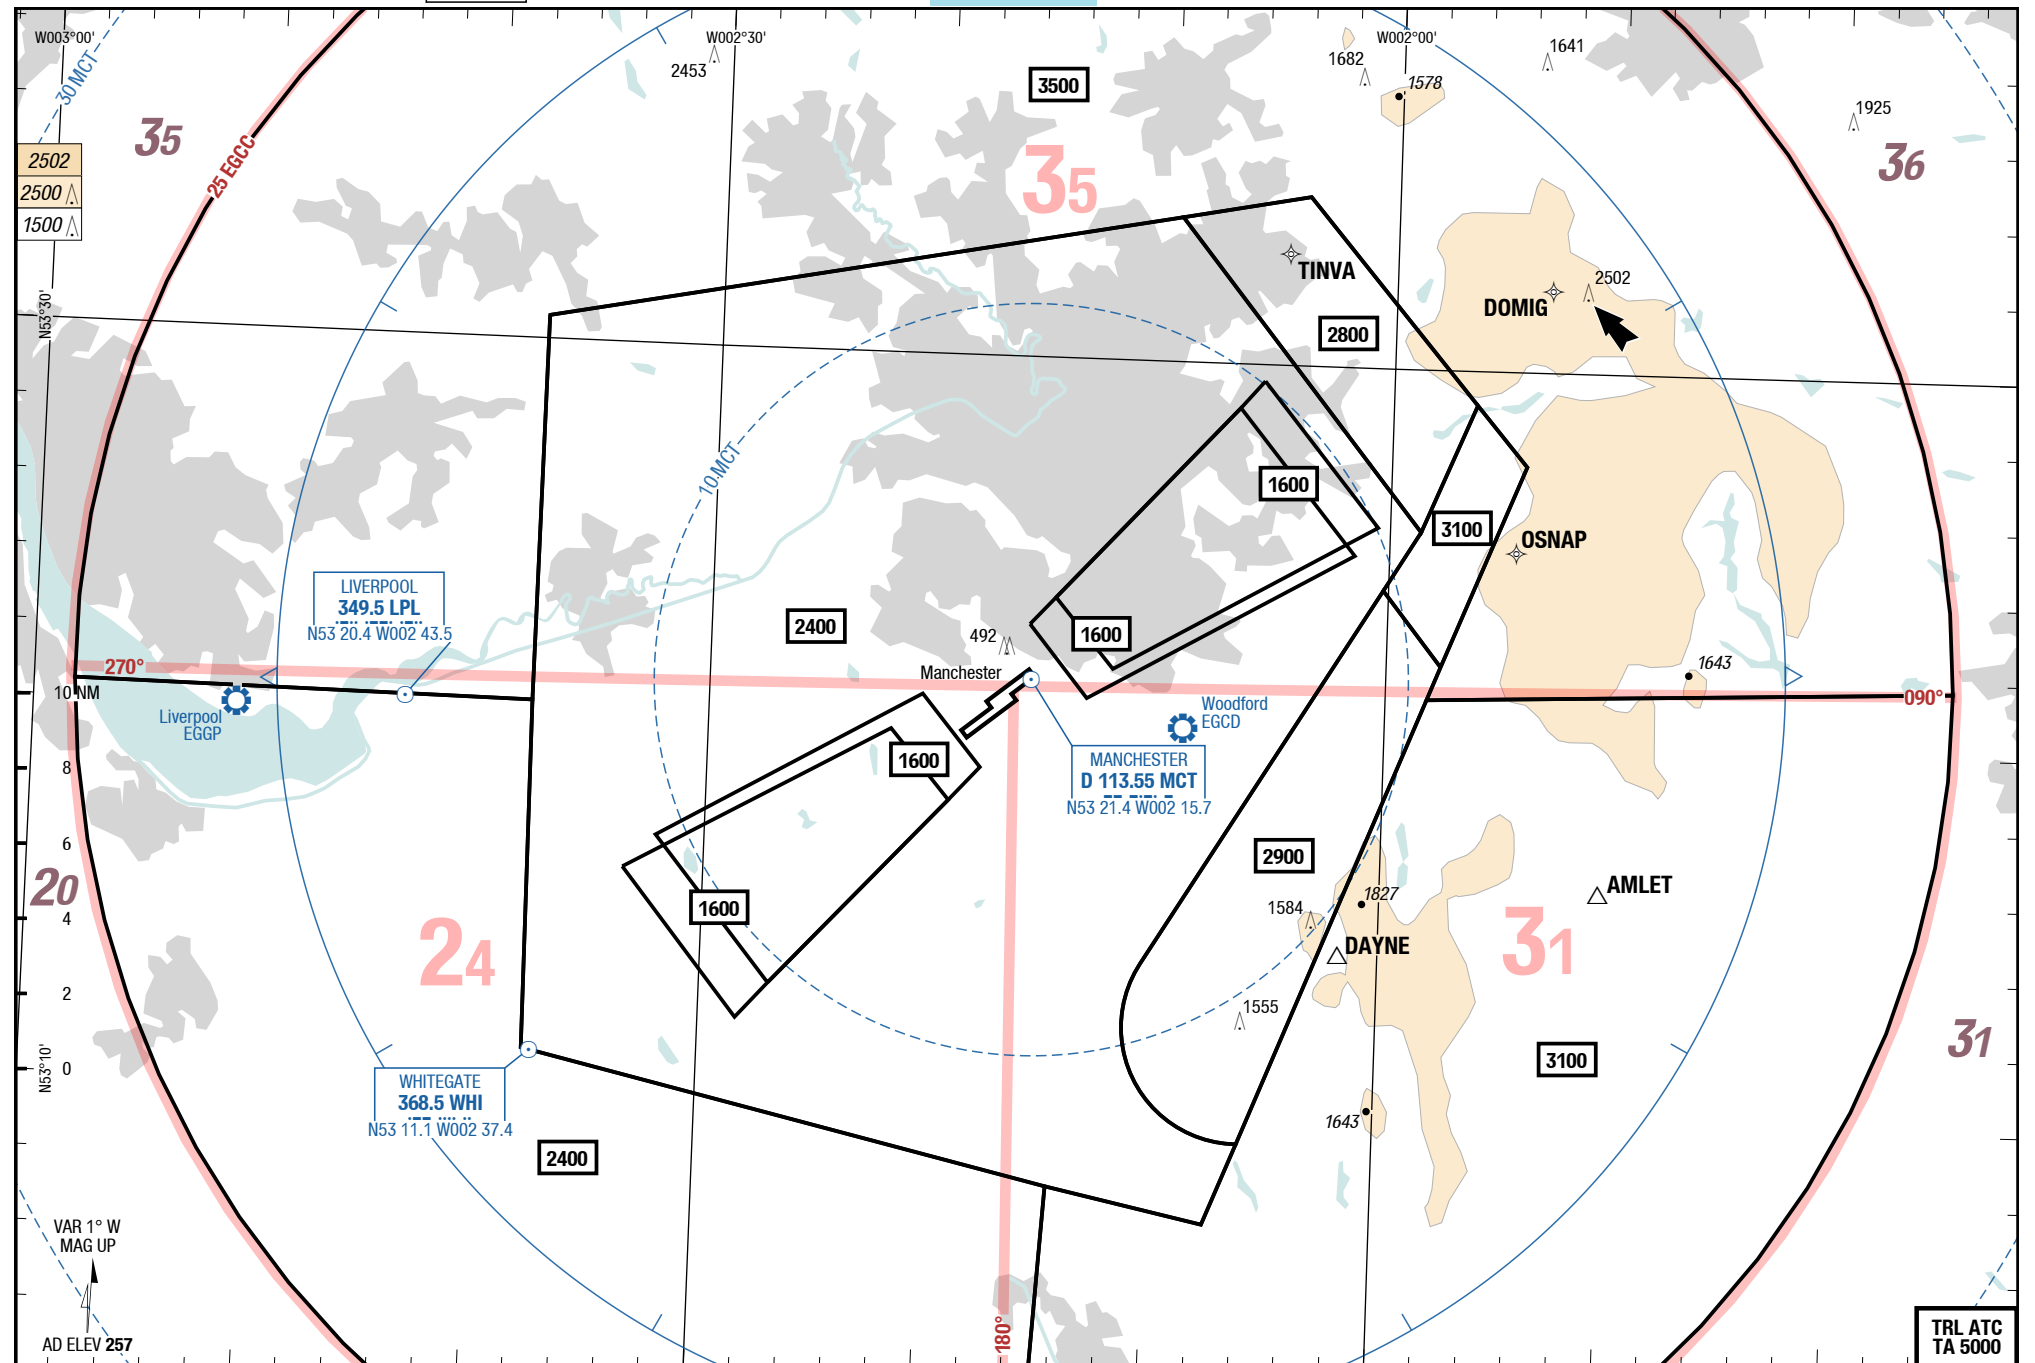 W003°00'
W002°30'
W002°00'
30 MCT
2453
3500
1682
1641
1578
1925
35
25 EGCC
35
36
2502
2500
1500
TINVA
2502
DOMIG
N53°30'
2800
10 MCT
1600
3100
OSNAP
LIVERPOOL
349.5 LPL
N53 20.4 W002 43.5
2400
492
1600
Manchester
270°
1643
10 NM
090°
Liverpool
EGGP
Woodford
EGCD
1600
MANCHESTER
D 113.55 MCT
N53 21.4 W002 15.7
8
6
2900
20
1600
1827
AMLET
4
1584
24
DAYNE
31
2
1555
31
N53°10'
0
3100
WHITEGATE
368.5 WHI
N53 11.1 W002 37.4
1643
2400
VAR 1° W
MAG UP
180°
AD ELEV 257
TRL ATC
TA 5000